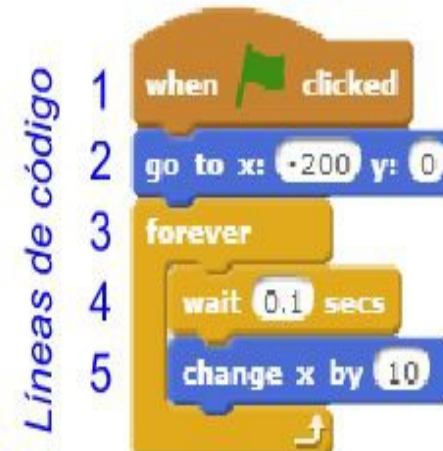 Líneas de código
1 when clicked
2 go to x: -200 y: 0
3 forever
4 wait 0.1 secs
5 change x by 10